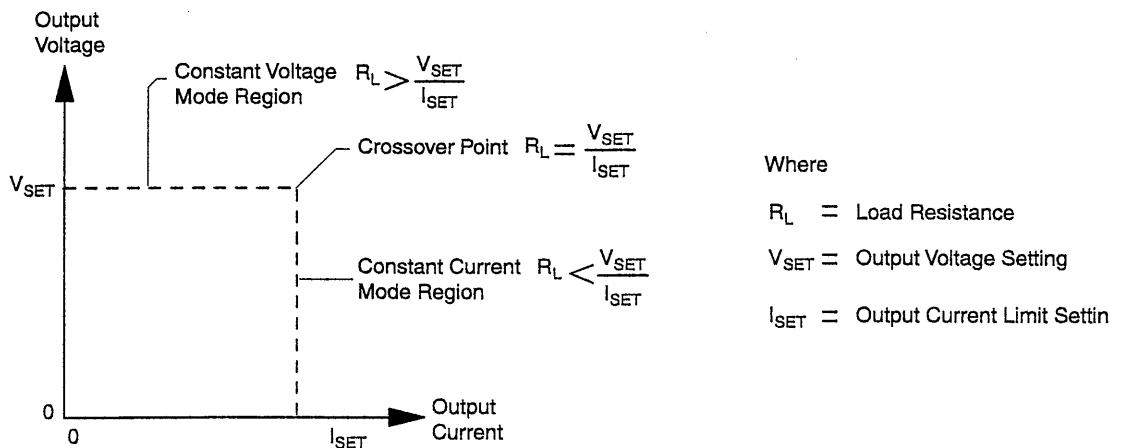 Output
Voltage
Constant Voltage R_L > V_SET / I_SET
Mode Region
Crossover Point R_L = V_SET / I_SET
V_SET
Constant Current R_L < V_SET / I_SET
Mode Region
0
0
I_SET
Output
Current
Where
R_L = Load Resistance
V_SET = Output Voltage Setting
I_SET = Output Current Limit Settin